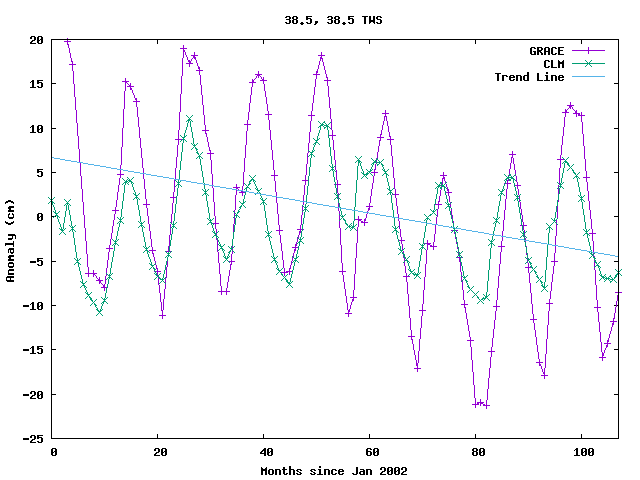 38.5, 38.5 TWS
GRACE
CLM
Trend Line
20
15
10
5
0
-5
-10
-15
-20
-25
Anomaly (cm)
0 20 40 60 80 100
Months since Jan 2002